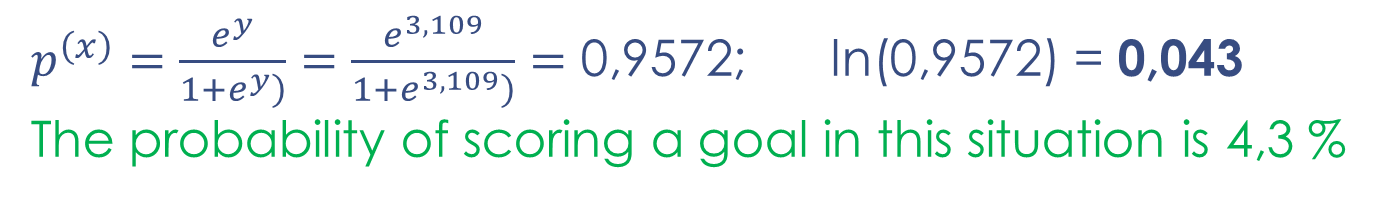 p^(x) = e^y / 1+e^y) = e^3,109 / 1+e^3,109) = 0,9572; ln(0,9572) = 0,043
The probability of scoring a goal in this situation is 4,3 %